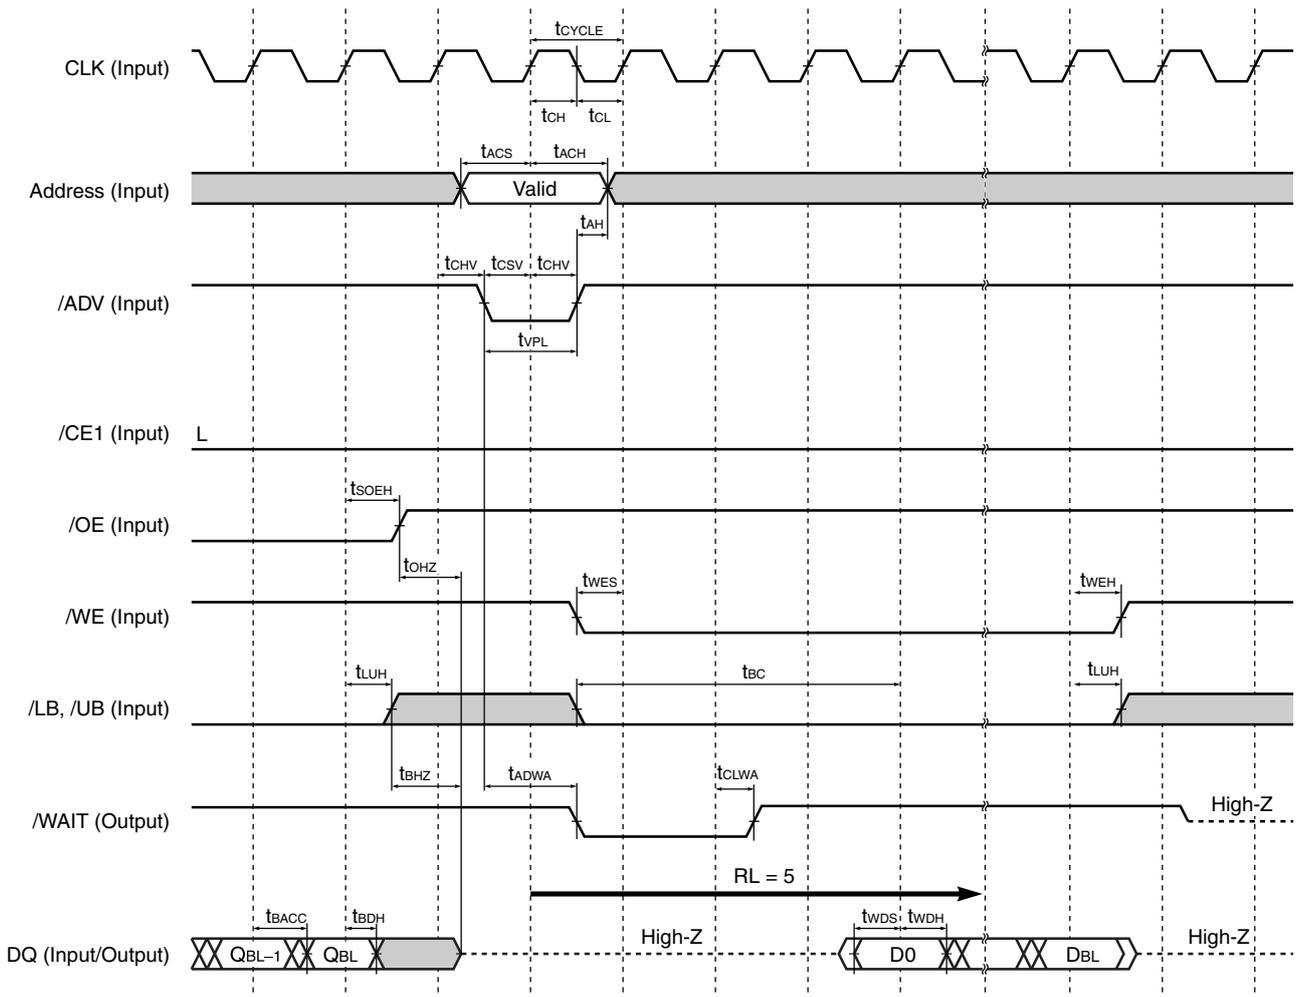 tCYCLE
CLK (Input)
tCH tCL
tACS tACH
Address (Input) Valid
tAH
tCHV tCSV tCHV
/ADV (Input)
tVPL
/CE1 (Input) L
tSOEH
/OE (Input)
tOHZ
tWES tWEH
/WE (Input)
tLUH tBC tLUH
/LB, /UB (Input)
tBHZ tADWA tCLWA
/WAIT (Output) High-Z
RL = 5
tBACC tBDH tWDS tWDH
DQ (Input/Output) QBL–1 QBL High-Z D0 DBL High-Z